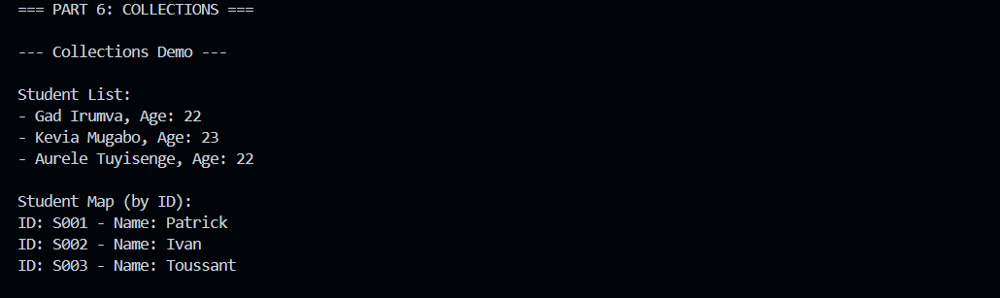 === PART 6: COLLECTIONS ===
--- Collections Demo ---
Student List:
- Gad Irumva, Age: 22
- Kevia Mugabo, Age: 23
- Aurele Tuyisenge, Age: 22
Student Map (by ID):
ID: S001 - Name: Patrick
ID: S002 - Name: Ivan
ID: S003 - Name: Toussant